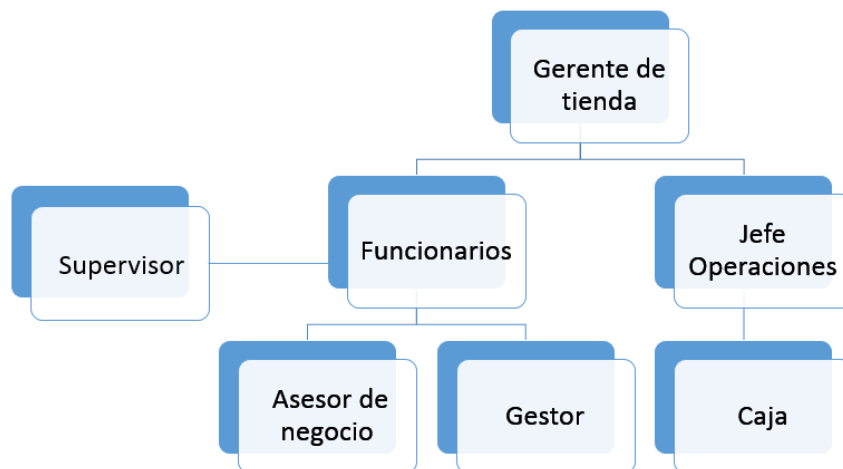 Gerente de
tienda
Supervisor
Funcionarios
Jefe
Operaciones
Asesor de
negocio
Gestor
Caja